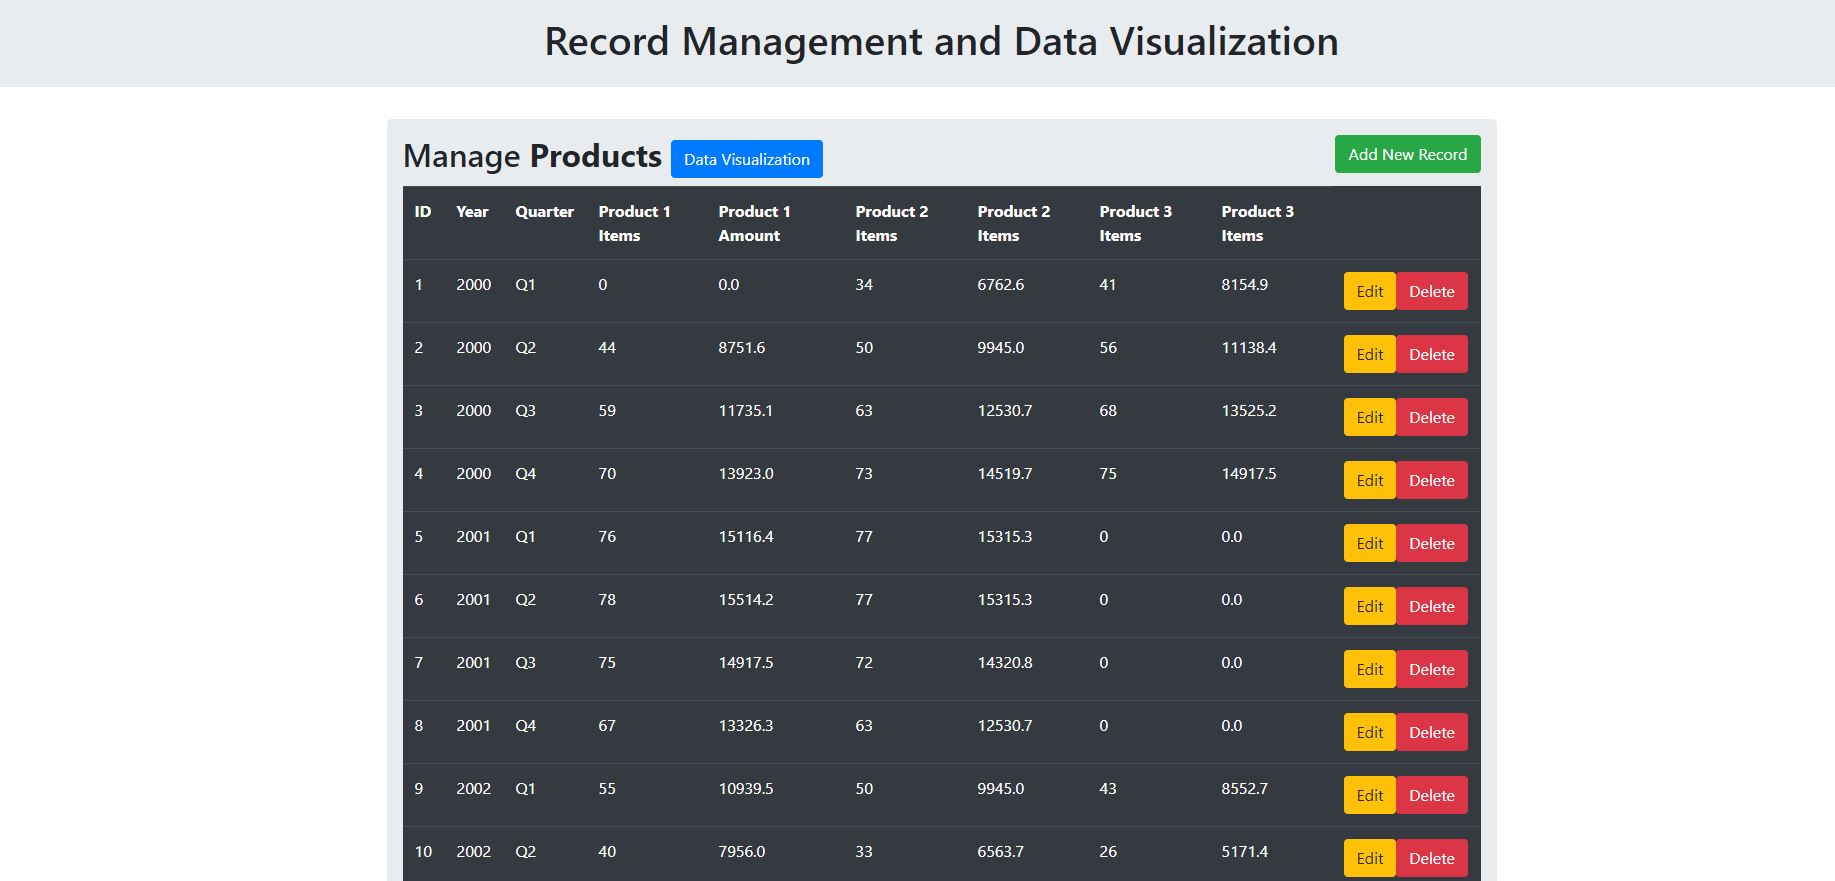 Record Management and Data Visualization
Manage Products Data Visualization Add New Record
ID Year Quarter Product 1 Items Product 1 Amount Product 2 Items Product 2 Items Product 3 Items Product 3 Items
1 2000 Q1 0 0.0 34 6762.6 41 8154.9 Edit Delete
2 2000 Q2 44 8751.6 50 9945.0 56 11138.4 Edit Delete
3 2000 Q3 59 11735.1 63 12530.7 68 13525.2 Edit Delete
4 2000 Q4 70 13923.0 73 14519.7 75 14917.5 Edit Delete
5 2001 Q1 76 15116.4 77 15315.3 0 0.0 Edit Delete
6 2001 Q2 78 15514.2 77 15315.3 0 0.0 Edit Delete
7 2001 Q3 75 14917.5 72 14320.8 0 0.0 Edit Delete
8 2001 Q4 67 13326.3 63 12530.7 0 0.0 Edit Delete
9 2002 Q1 55 10939.5 50 9945.0 43 8552.7 Edit Delete
10 2002 Q2 40 7956.0 33 6563.7 26 5171.4 Edit Delete